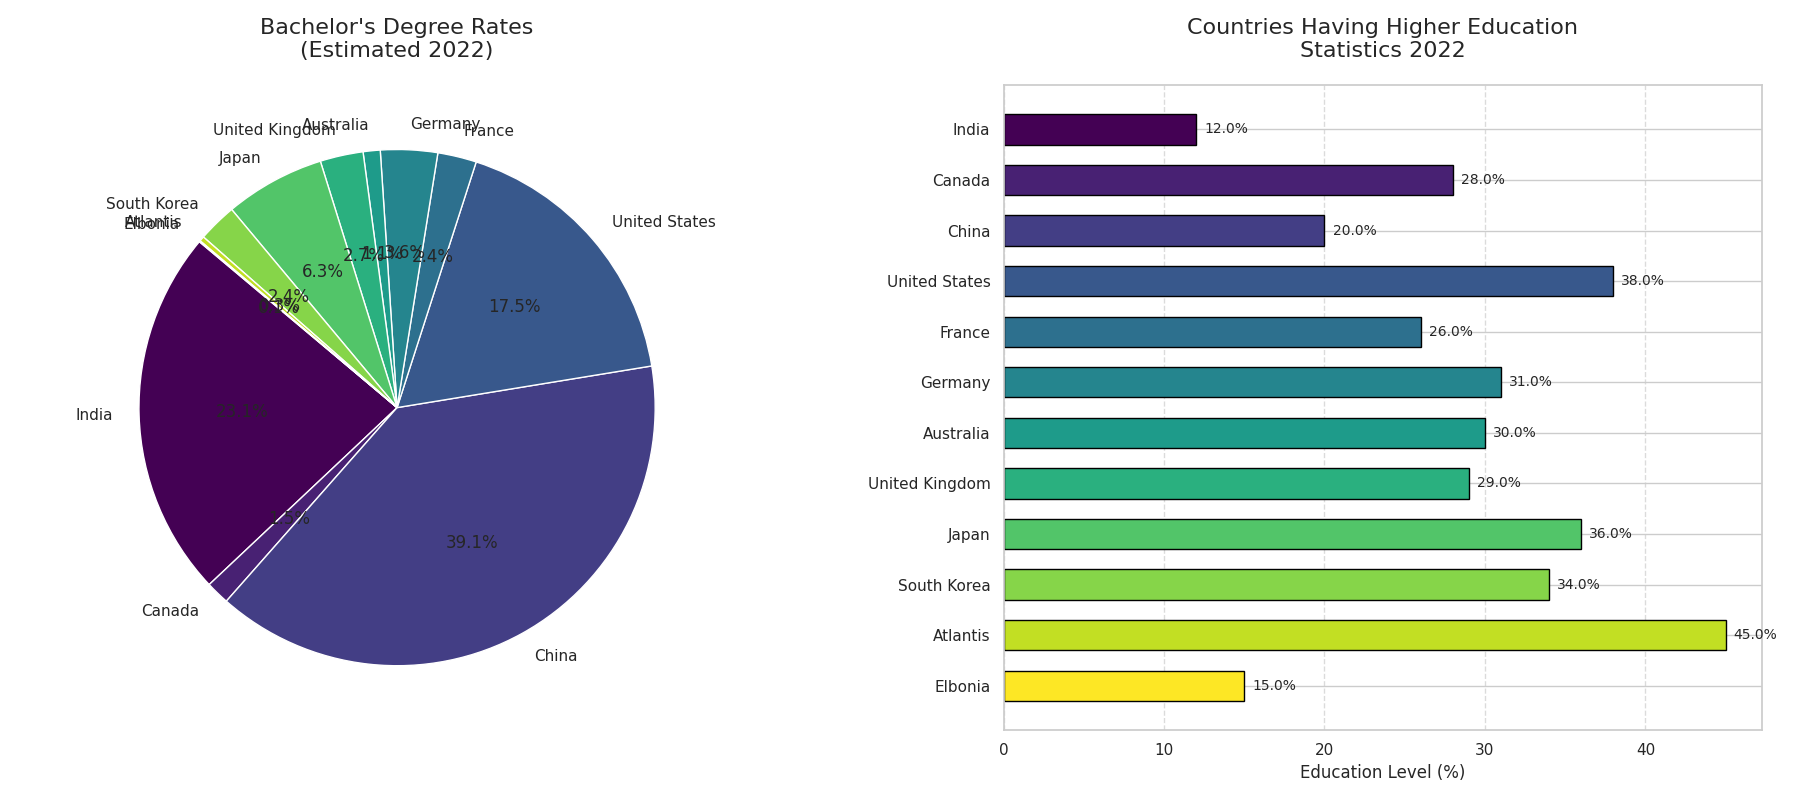 Bachelor's Degree Rates
(Estimated 2022)
Australia
Germany
United Kingdom
France
Japan
South Korea
Atlantis
Elbonia
United States
India
Canada
China
2.7%
3.6%
2.4%
6.3%
2.4%
17.5%
23.1%
1.5%
39.1%
Countries Having Higher Education
Statistics 2022
India
12.0%
Canada
28.0%
China
20.0%
United States
38.0%
France
26.0%
Germany
31.0%
Australia
30.0%
United Kingdom
29.0%
Japan
36.0%
South Korea
34.0%
Atlantis
45.0%
Elbonia
15.0%
0
10
20
30
40
Education Level (%)